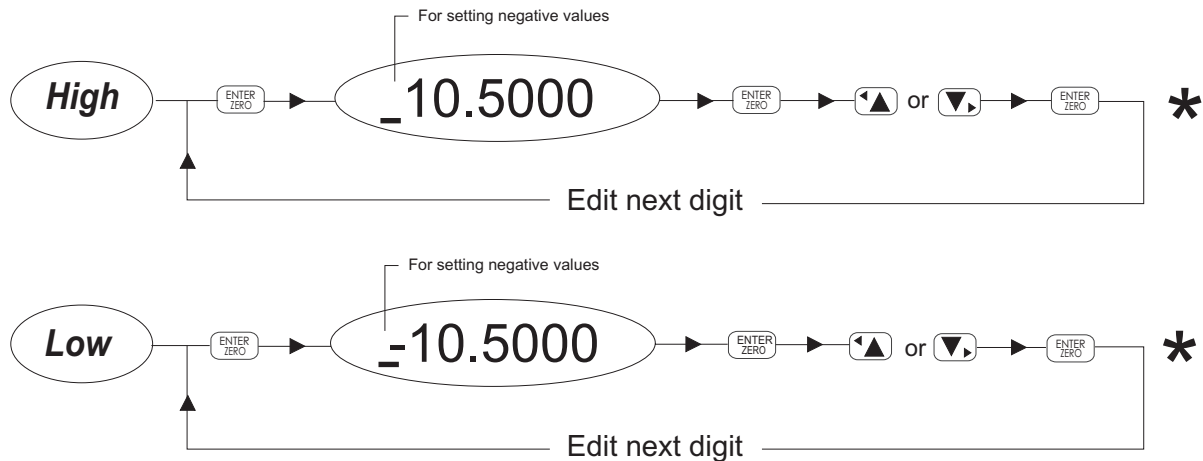 For setting negative values
High ENTER ZERO _10.5000 ENTER ZERO or ENTER ZERO *
Edit next digit
For setting negative values
Low ENTER ZERO _-10.5000 ENTER ZERO or ENTER ZERO *
Edit next digit